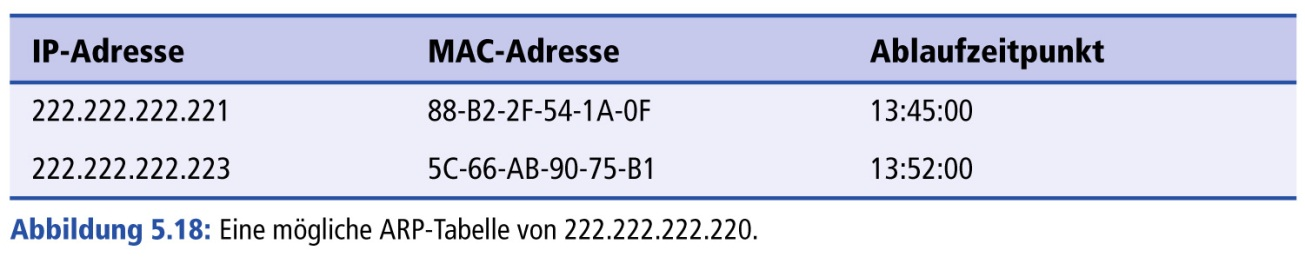 IP-Adresse MAC-Adresse Ablaufzeitpunkt
222.222.222.221 88-B2-2F-54-1A-0F 13:45:00
222.222.222.223 5C-66-AB-90-75-B1 13:52:00
Abbildung 5.18: Eine mögliche ARP-Tabelle von 222.222.222.220.